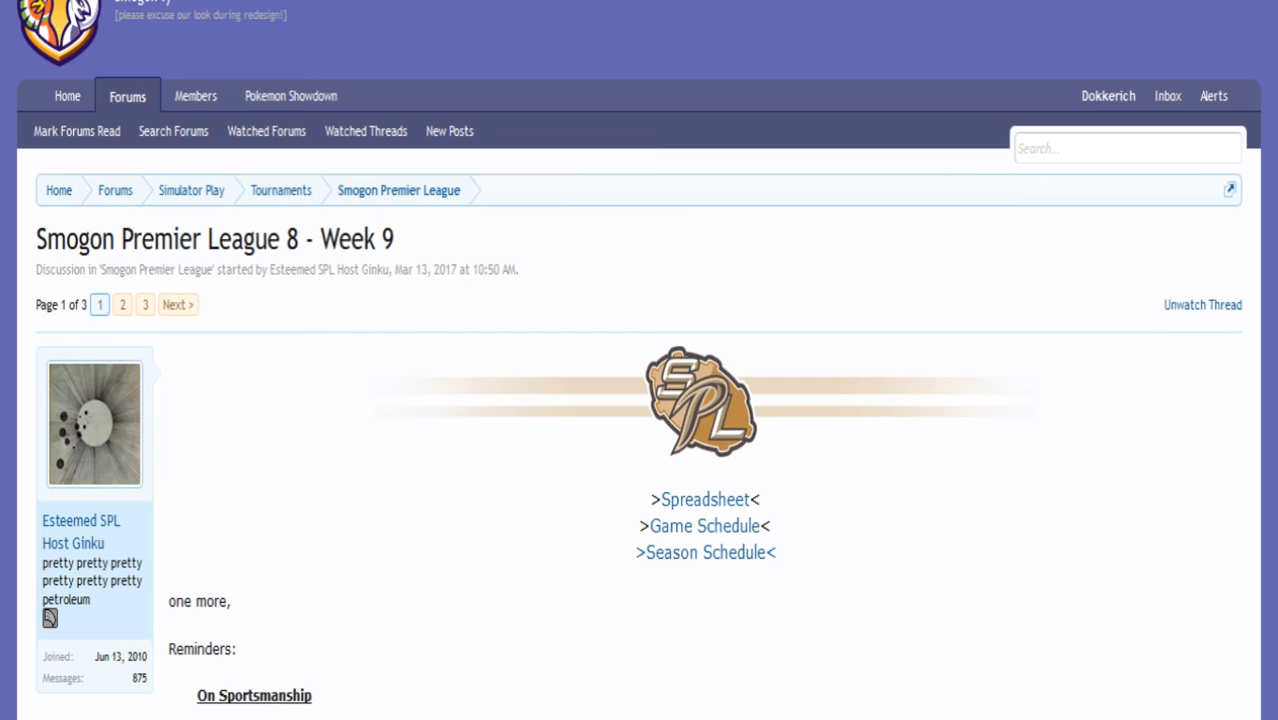 [please excuse our look during redesign!]
Home Forums Members Pokemon Showdown Dokkerich Inbox Alerts
Mark Forums Read Search Forums Watched Forums Watched Threads New Posts
Search...
Home Forums Simulator Play Tournaments Smogon Premier League
Smogon Premier League 8 - Week 9
Discussion in 'Smogon Premier League' started by Esteemed SPL Host Ginku, Mar 13, 2017 at 10:50 AM.
Page 1 of 3 1 2 3 Next >
Unwatch Thread
SPL
>Spreadsheet<
>Game Schedule<
>Season Schedule<
Esteemed SPL
Host Ginku
pretty pretty pretty
pretty pretty pretty
petroleum
Joined: Jun 13, 2010
Messages: 875
one more,
Reminders:
On Sportsmanship